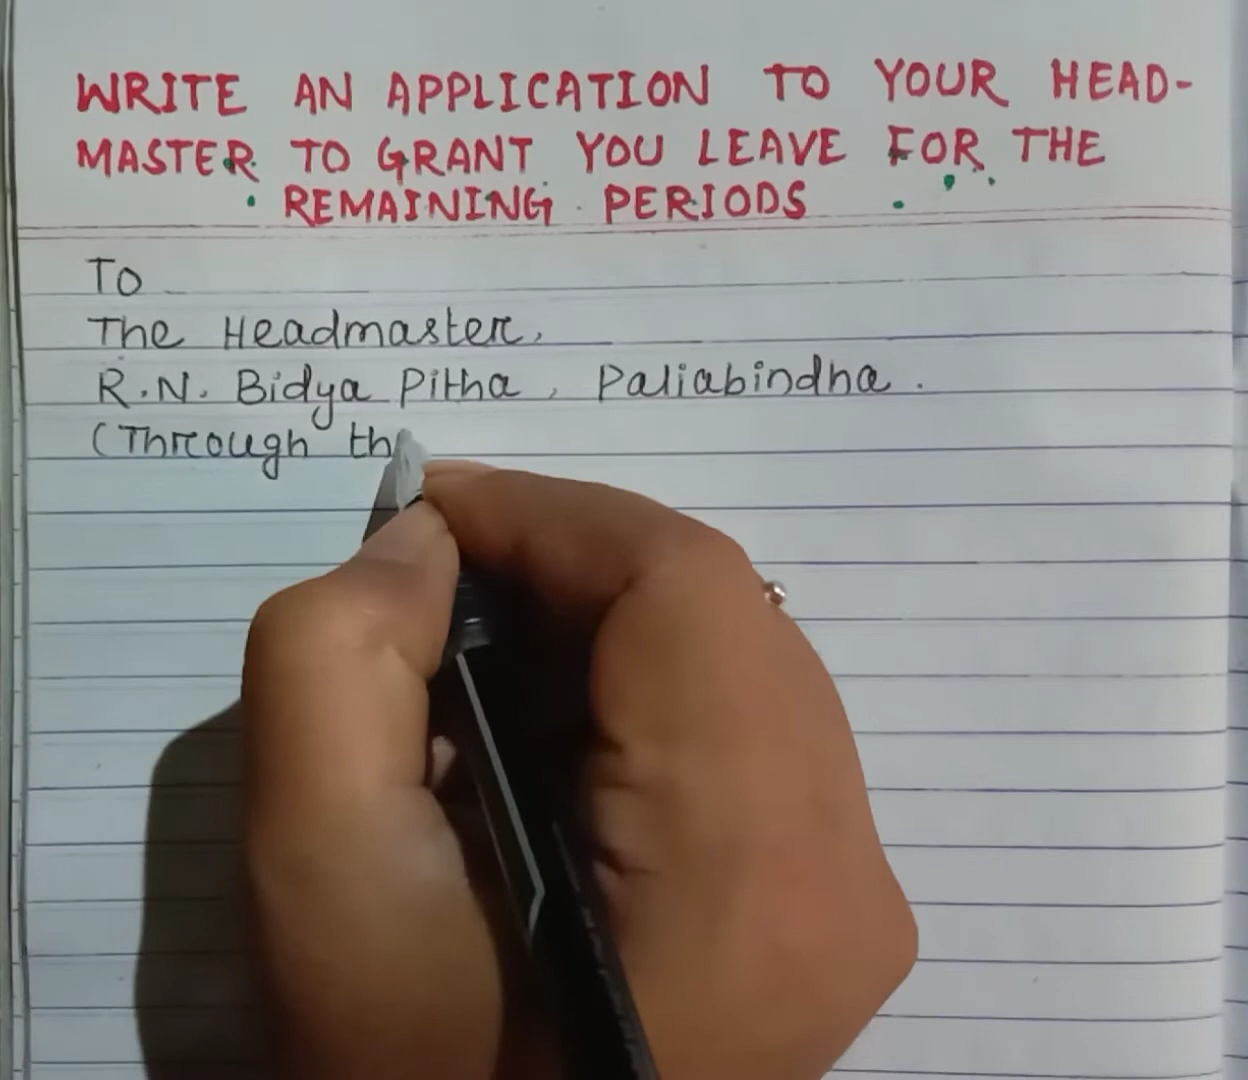 WRITE AN APPLICATION TO YOUR HEAD-
MASTER TO GRANT YOU LEAVE FOR THE
REMAINING PERIODS
To
The Headmaster,
R.N. Bidya Pitha, Paliabindha.
(Through th